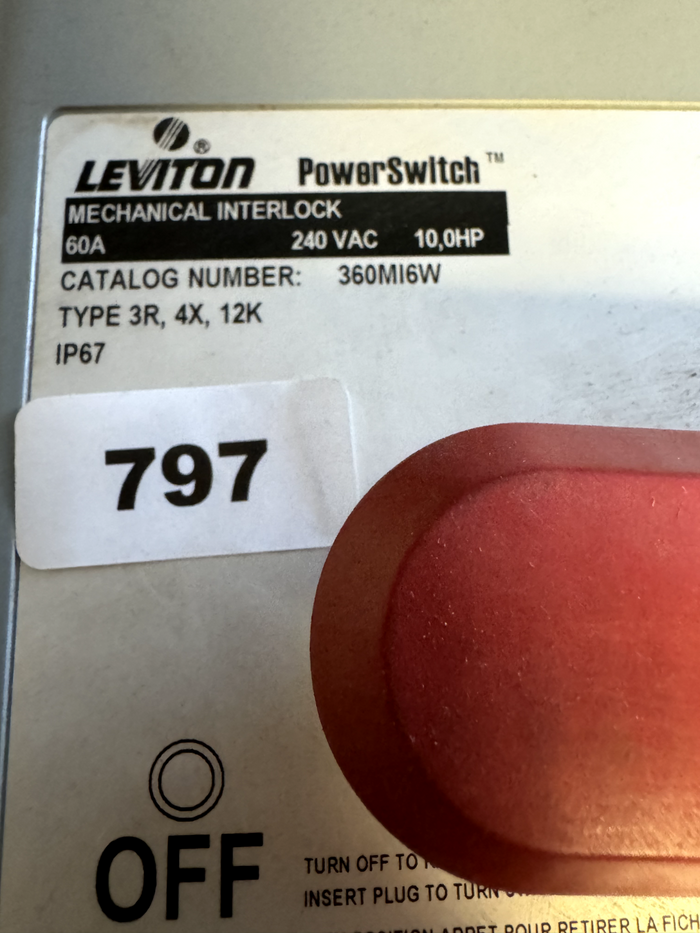 ®
LEVITON PowerSwitch™
MECHANICAL INTERLOCK
60A 240 VAC 10,0HP
CATALOG NUMBER: 360MI6W
TYPE 3R, 4X, 12K
IP67
797
OFF
TURN OFF TO
INSERT PLUG TO TURN
POUR RETIRER LA FICH